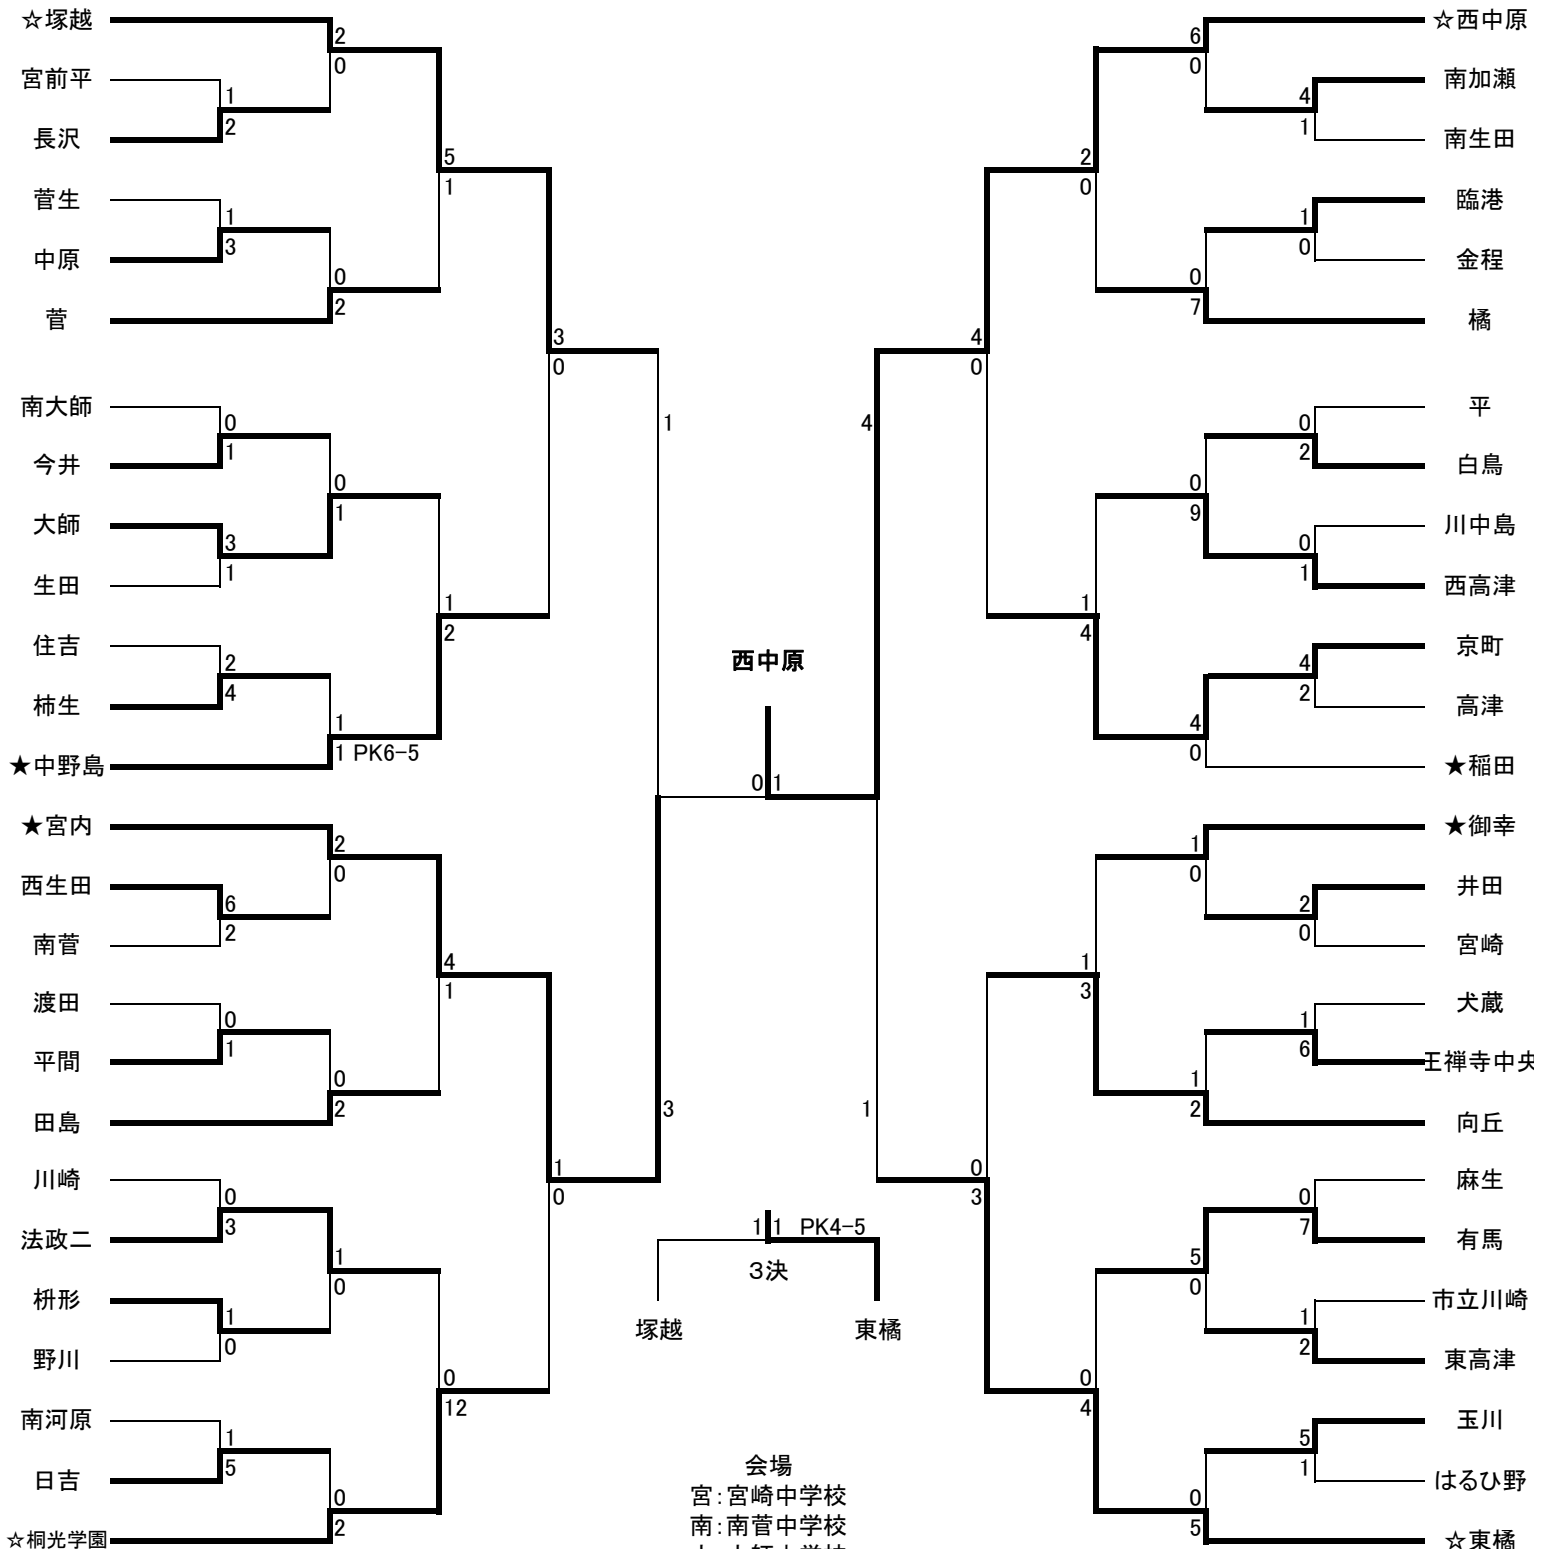 ☆塚越
2
0
宮前平
1
長沢
2
5
1
菅生
1
中原
3
0
菅
2
3
0
南大師
0
今井
1
0
1
大師
3
生田
1
1
2
住吉
2
柿生
4
1
★中野島
1 PK6-5
1
★宮内
2
0
西生田
6
南菅
2
4
1
渡田
0
平間
1
0
田島
2
3
川崎
0
法政二
3
1
0
1
0
枡形
1
野川
0
0
12
南河原
1
日吉
5
0
☆桐光学園
2
西中原
0 1
1 1 PK4-5
3決
塚越 東橘
会場
宮:宮崎中学校
南:南菅中学校
☆西中原
6
0
南加瀬
4
南生田
1
2
0
臨港
1
金程
0
0
橘
7
4
0
4
平
0
白鳥
2
0
9
川中島
0
西高津
1
1
4
京町
4
高津
2
4
★稲田
0
★御幸
1
0
井田
2
宮崎
0
1
3
犬蔵
1
王禅寺中央
6
1
向丘
2
1
0
3
麻生
0
有馬
7
5
0
市立川崎
1
東高津
2
0
4
玉川
5
はるひ野
1
0
☆東橘
5